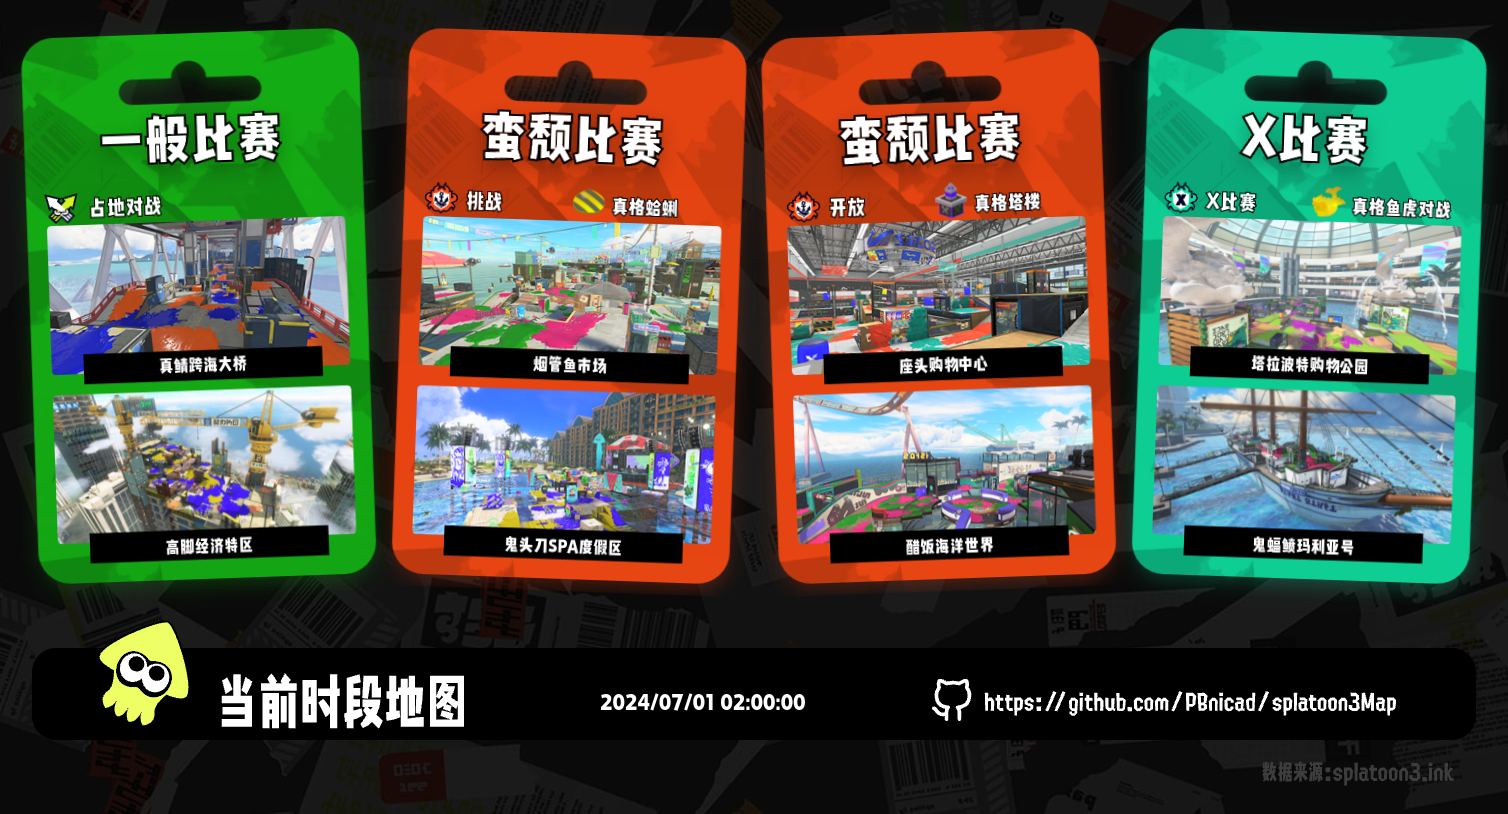 一般比赛
占地对战
真鲷跨海大桥
高脚经济特区
蛮颓比赛
挑战
真格蛤蜊
烟管鱼市场
鬼头刀SPA度假区
蛮颓比赛
开放
真格塔楼
座头购物中心
醋饭海洋世界
X比赛
X比赛
真格鱼虎对战
塔拉波特购物公园
鬼蝠鲼玛利亚号
当前时段地图
2024/07/01 02:00:00
https://github.com/PBnicad/splatoon3Map
数据来源:splatoon3.ink